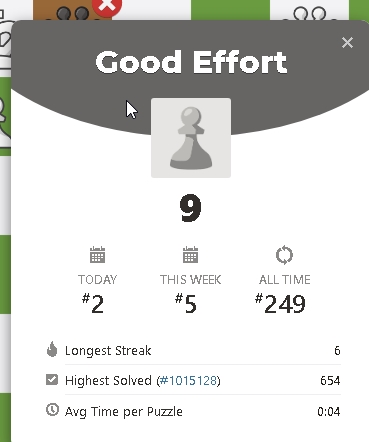 Good Effort
9
TODAY THIS WEEK ALL TIME
#2 #5 #249
Longest Streak 6
Highest Solved (#1015128) 654
Avg Time per Puzzle 0:04